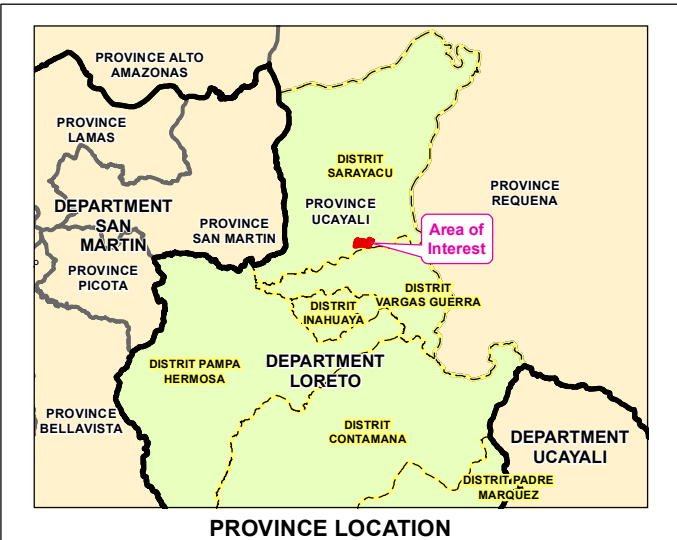 PROVINCE ALTO
AMAZONAS
PROVINCE
LAMAS
DISTRIT
SARAYACU
DEPARTMENT
SAN
MARTIN
PROVINCE
SAN MARTIN
PROVINCE
UCAYALI
PROVINCE
REQUENA
Area of
Interest
PROVINCE
PICOTA
DISTRIT
VARGAS GUERRA
DISTRIT
INAHUAYA
DISTRIT PAMPA
HERMOSA
DEPARTMENT
LORETO
PROVINCE
BELLAVISTA
DISTRIT
CONTAMANA
DEPARTMENT
UCAYALI
DISTRIT PADRE
MARQUEZ
PROVINCE LOCATION